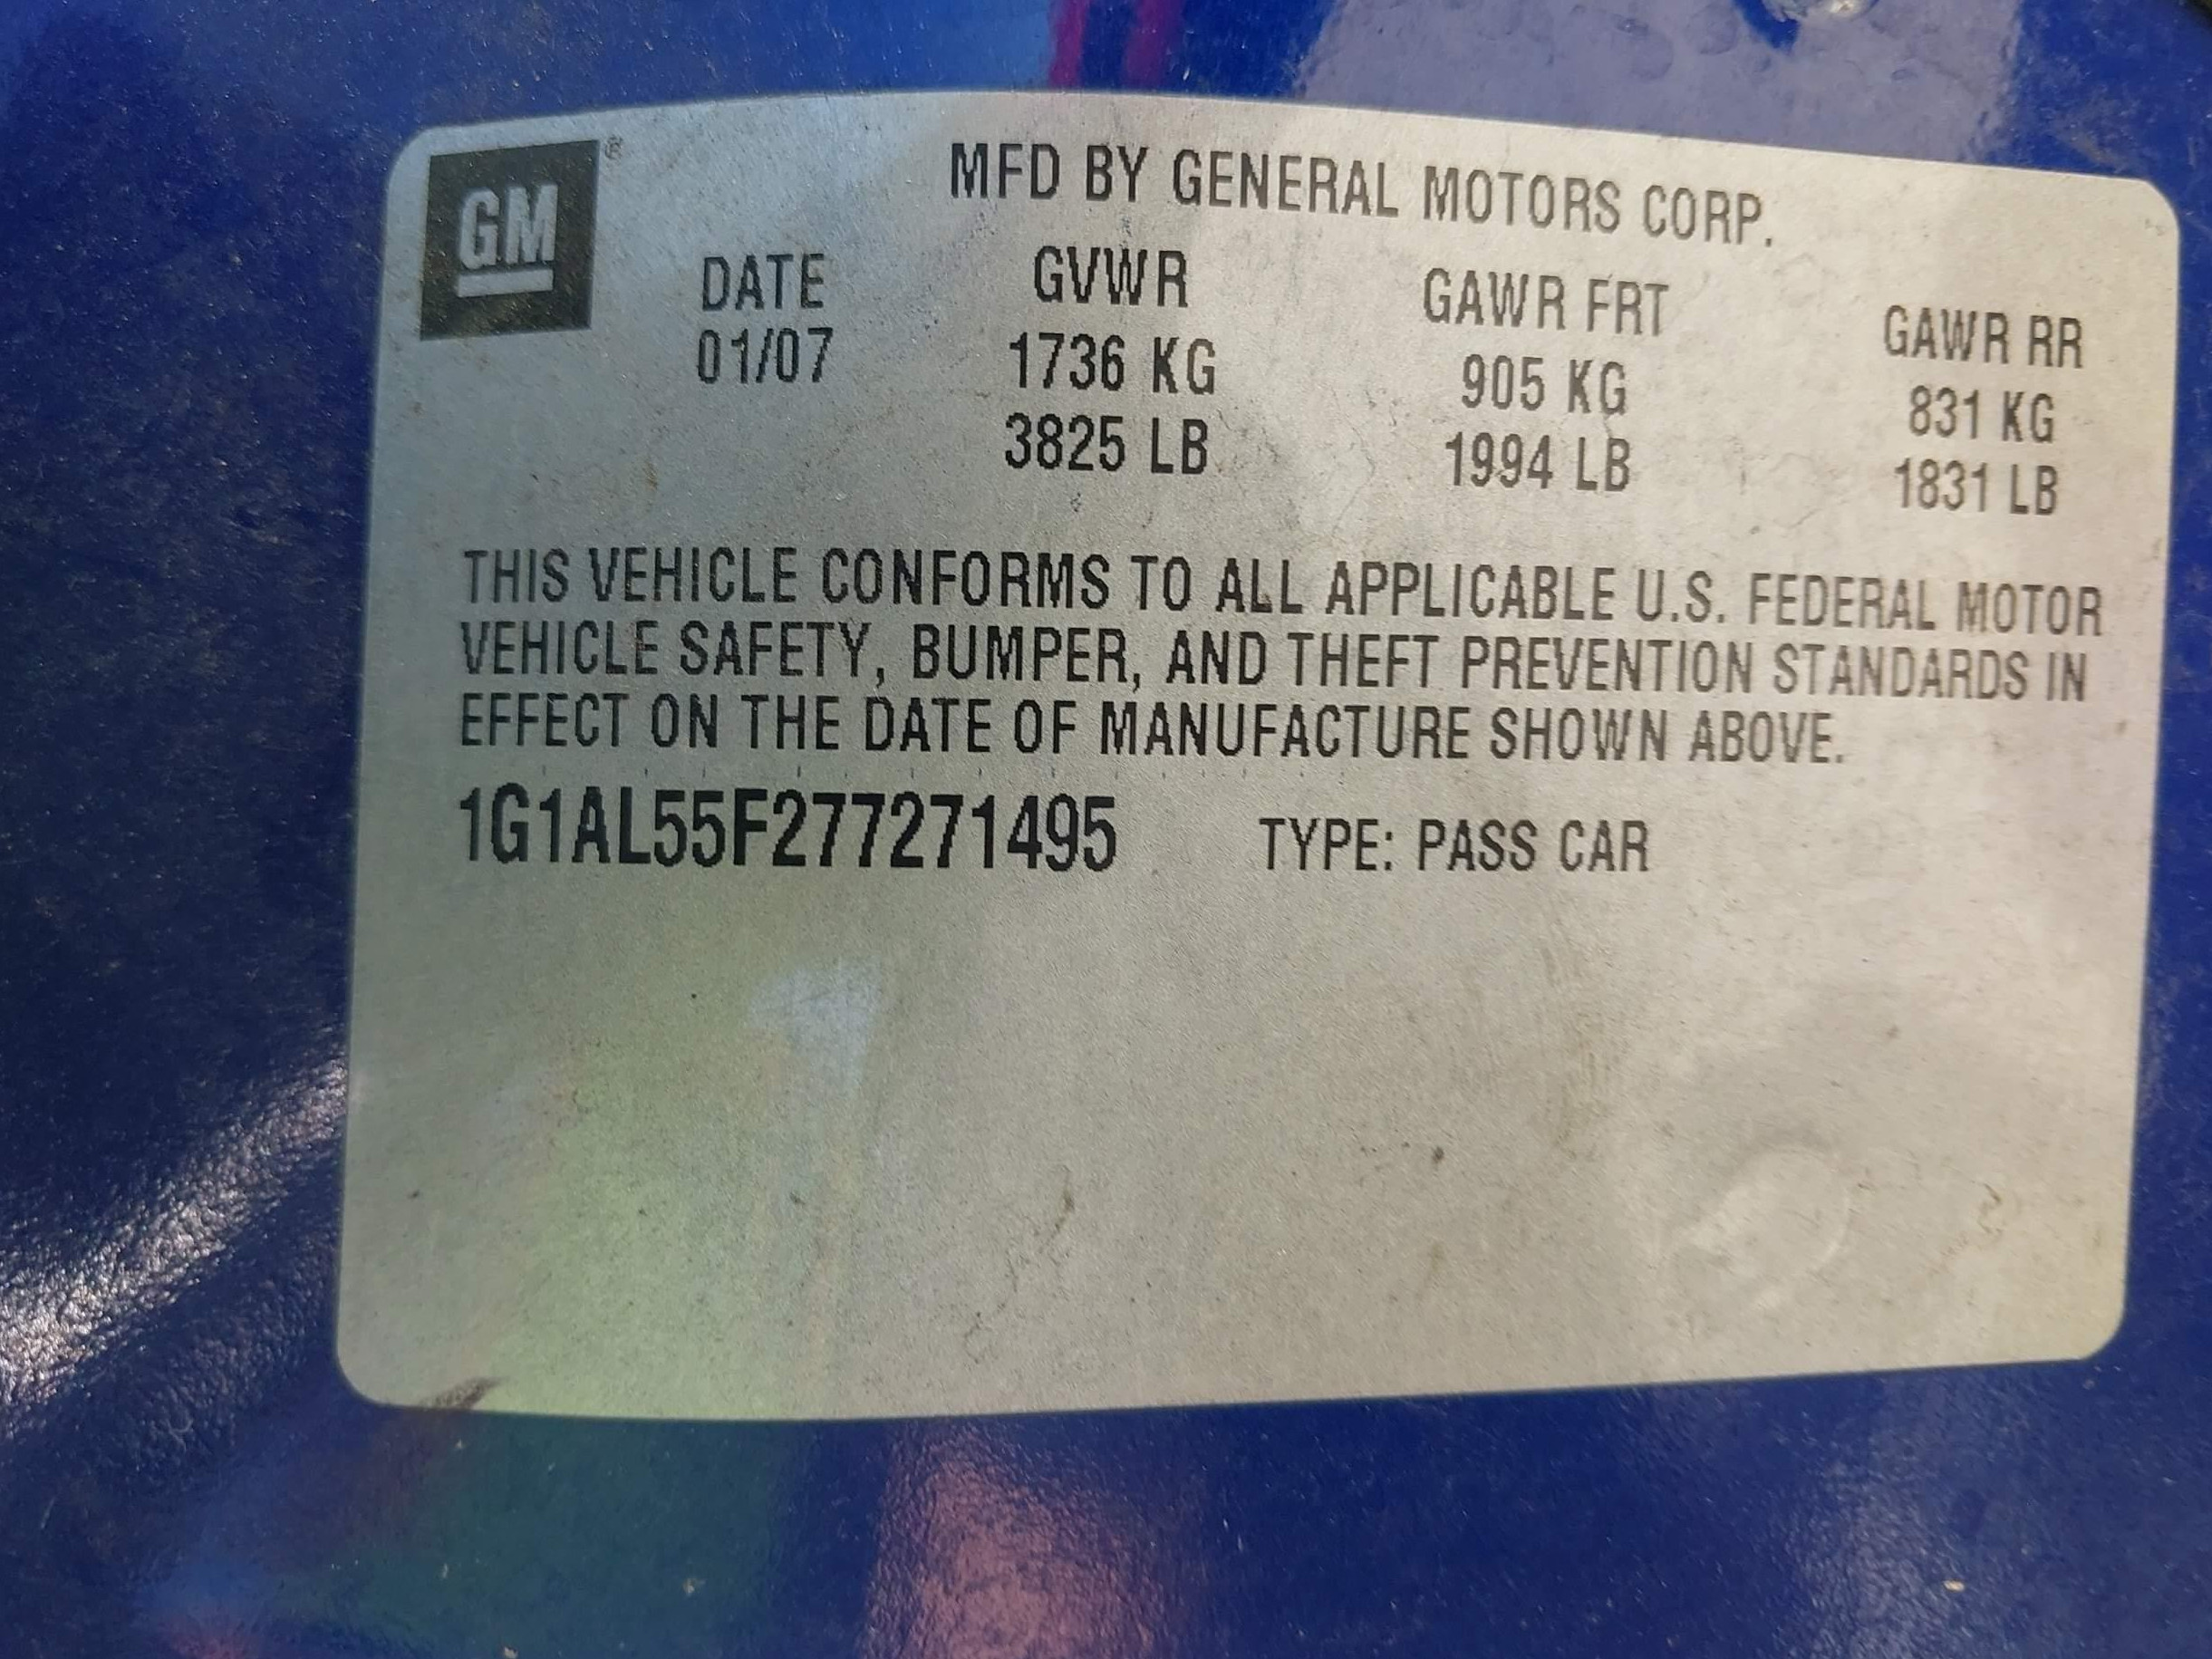 GM®
MFD BY GENERAL MOTORS CORP.
DATE GVWR GAWR FRT GAWR RR
01/07 1736 KG 905 KG 831 KG
3825 LB 1994 LB 1831 LB
THIS VEHICLE CONFORMS TO ALL APPLICABLE U.S. FEDERAL MOTOR
VEHICLE SAFETY, BUMPER, AND THEFT PREVENTION STANDARDS IN
EFFECT ON THE DATE OF MANUFACTURE SHOWN ABOVE.
1G1AL55F277271495 TYPE: PASS CAR